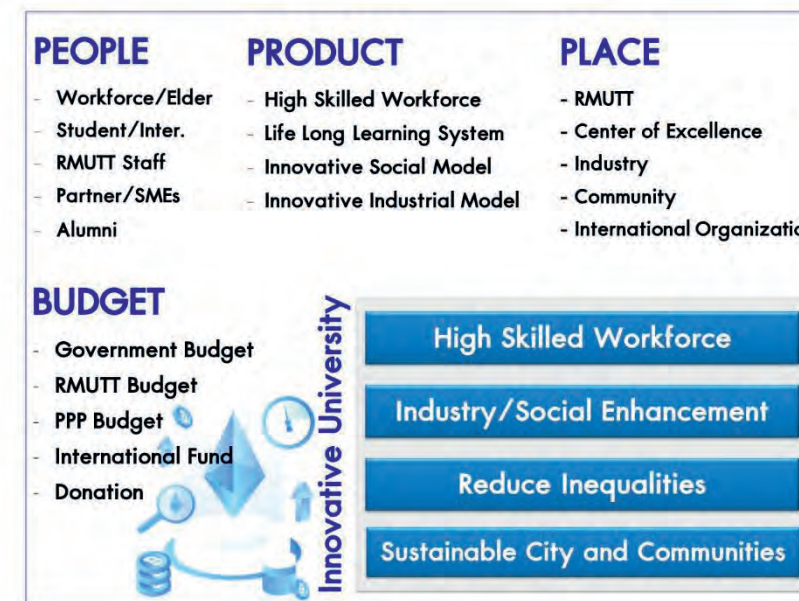 PEOPLE
- Workforce/Elder
- Student/Inter.
- RMUTT Staff
- Partner/SMEs
- Alumni
PRODUCT
- High Skilled Workforce
- Life Long Learning System
- Innovative Social Model
- Innovative Industrial Model
PLACE
- RMUTT
- Center of Excellence
- Industry
- Community
- International Organizatio
BUDGET
- Government Budget
- RMUTT Budget
- PPP Budget
- International Fund
- Donation
Innovative University
High Skilled Workforce
Industry/Social Enhancement
Reduce Inequalities
Sustainable City and Communities